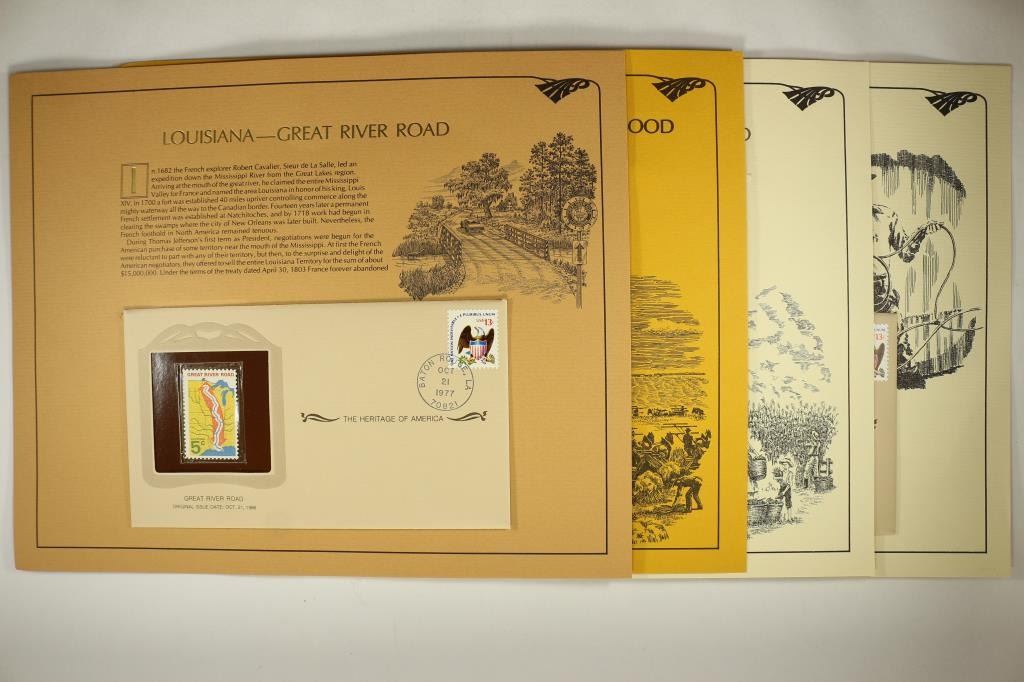 LOUISIANA—GREAT RIVER ROAD
In 1682 the French explorer Robert Cavalier, Sieur de La Salle, led an
expedition down the Mississippi River from the Great Lakes region.
Arriving at the mouth of the great river, he claimed the entire Mississippi
Valley for France and named the area Louisiana in honor of his king, Louis
XIV. In 1700 a fort was established 40 miles upriver controlling commerce along the
mighty waterway all the way to the Canadian border. Fourteen years later a permanent
French settlement was established at Natchitoches, and by 1718 work had begun in
clearing the swamps where the city of New Orleans was later built. Nevertheless, the
French foothold in North America remained tenuous.
During Thomas Jefferson's first term as President, negotiations were begun for the
American purchase of some territory near the mouth of the Mississippi. At first the French
were reluctant to part with any of their territory, but then, to the surprise and delight of the
American negotiators, they offered to sell the entire Louisiana Territory for the sum of about
$15,000,000. Under the terms of the treaty dated April 30, 1803 France forever abandoned
E PLURIBUS UNUM
USA 13c
BATON ROUGE, LA
OCT
21
1977
70821
GREAT RIVER ROAD
5c
THE HERITAGE OF AMERICA
GREAT RIVER ROAD
ORIGINAL ISSUE DATE: OCT. 21, 1966
OOD
D
13c